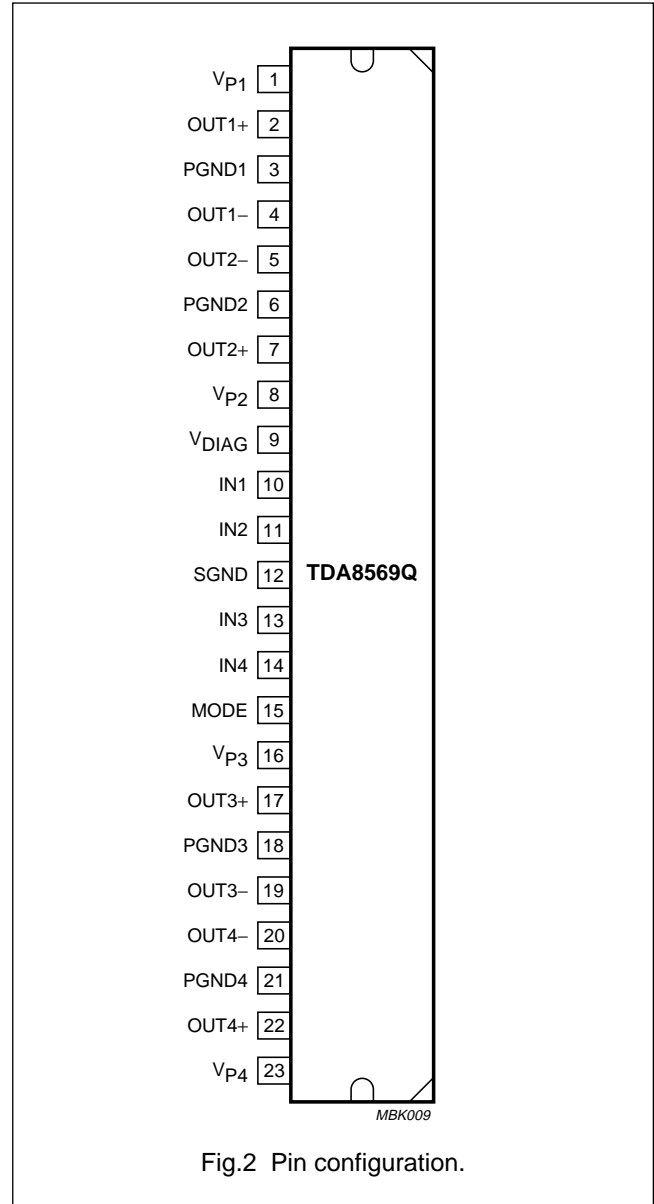 VP1 1
OUT1+ 2
PGND1 3
OUT1− 4
OUT2− 5
PGND2 6
OUT2+ 7
VP2 8
VDIAG 9
IN1 10
IN2 11
SGND 12 TDA8569Q
IN3 13
IN4 14
MODE 15
VP3 16
OUT3+ 17
PGND3 18
OUT3− 19
OUT4− 20
PGND4 21
OUT4+ 22
VP4 23
MBK009
Fig.2 Pin configuration.